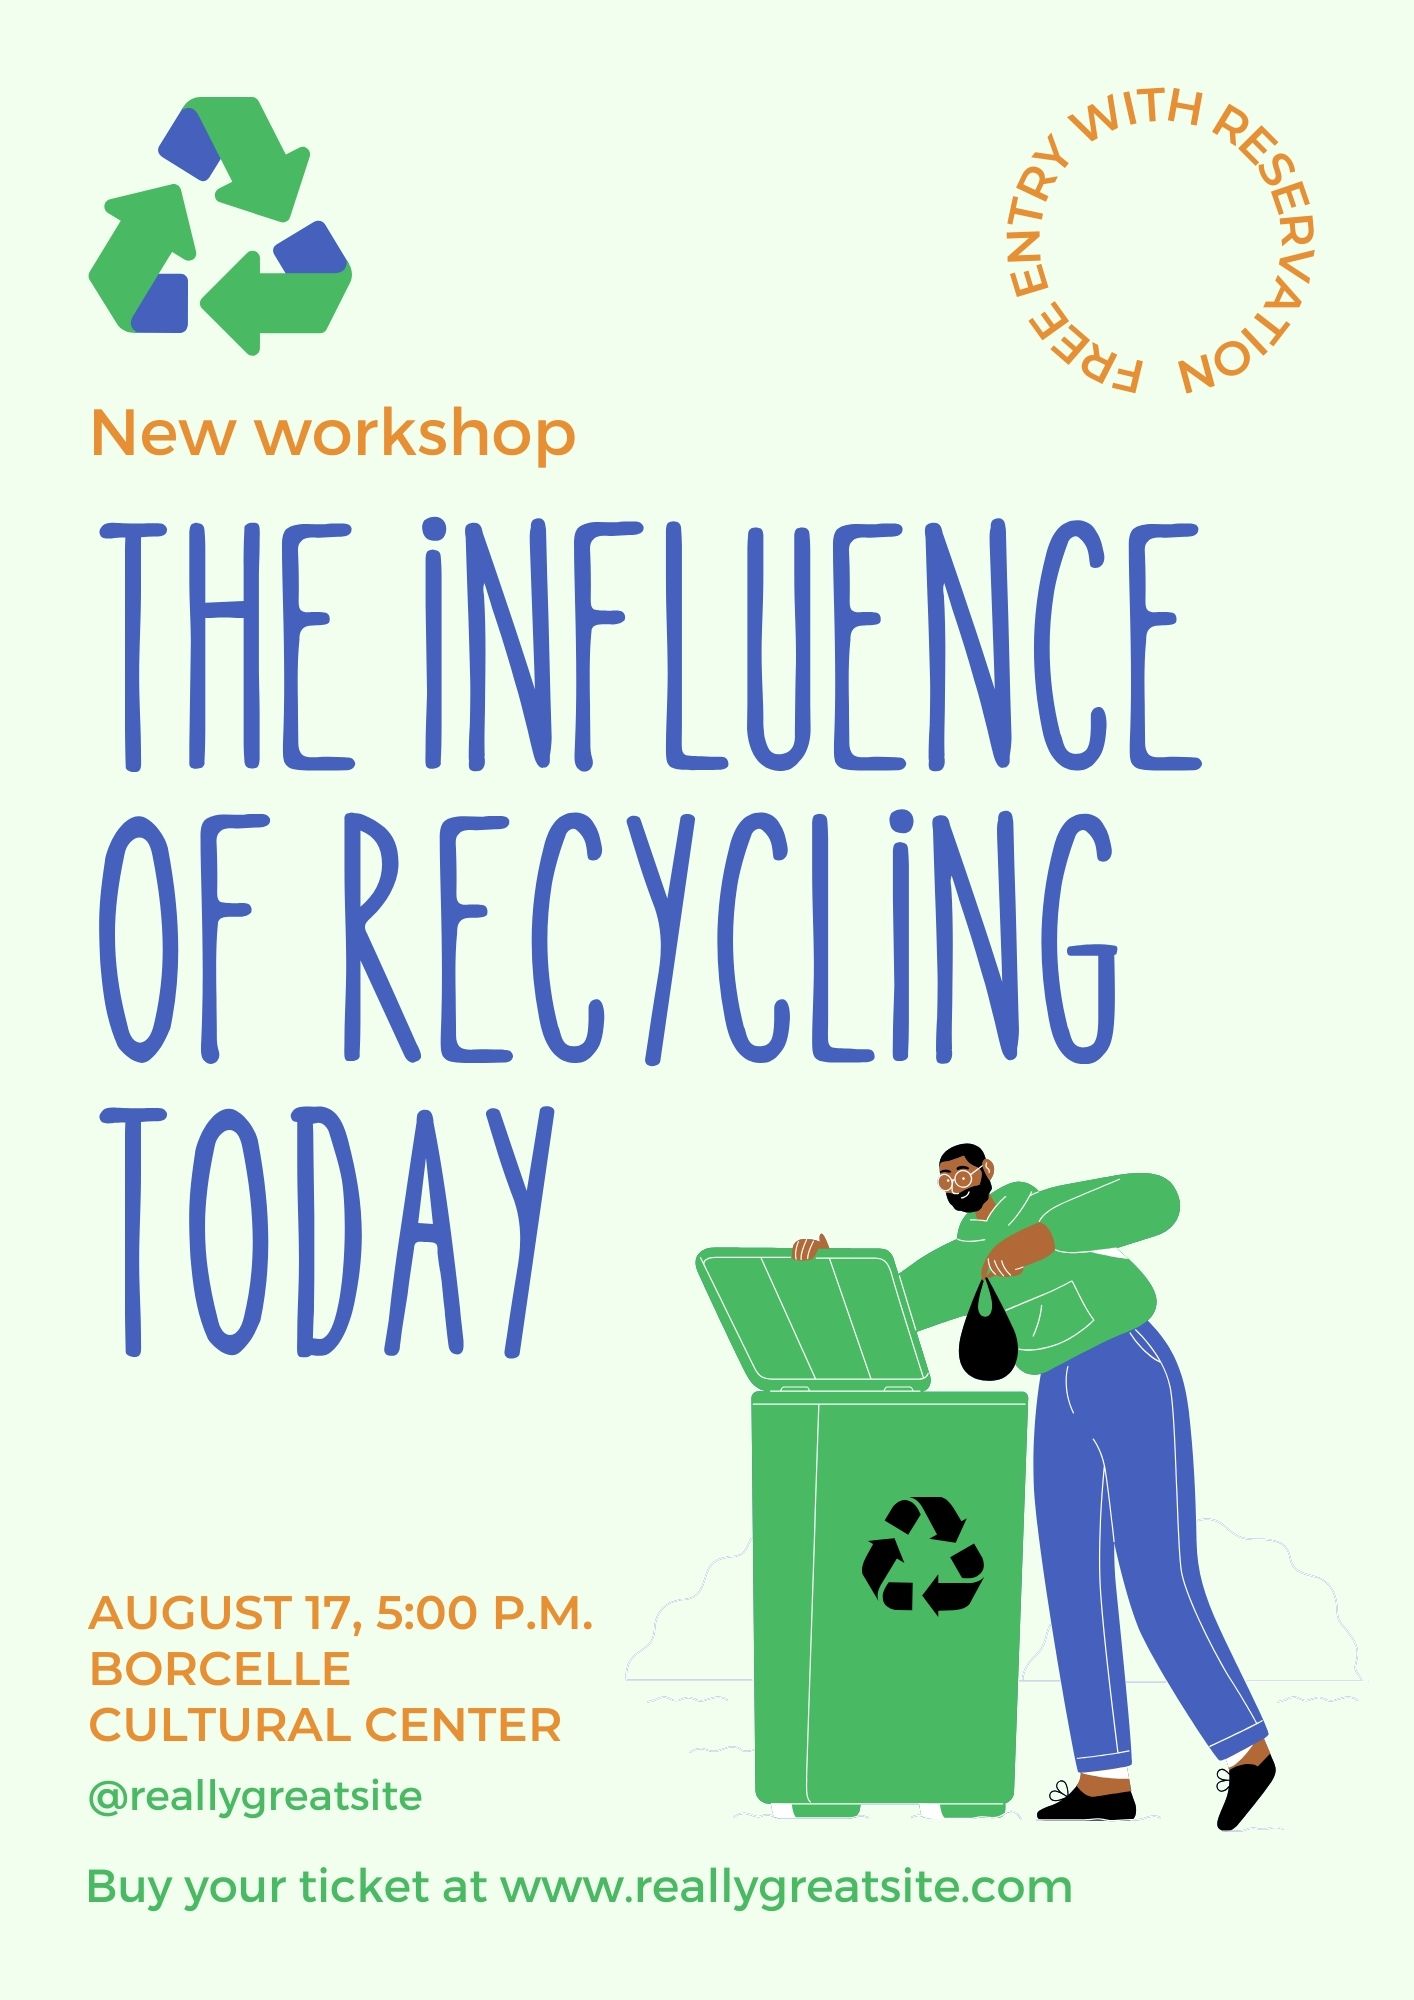 FREE ENTRY WITH RESERVATION
New workshop
THE iNFLUENCE
OF RECYCLiNG
TODAY
AUGUST 17, 5:00 P.M.
BORCELLE
CULTURAL CENTER
@reallygreatsite
Buy your ticket at www.reallygreatsite.com